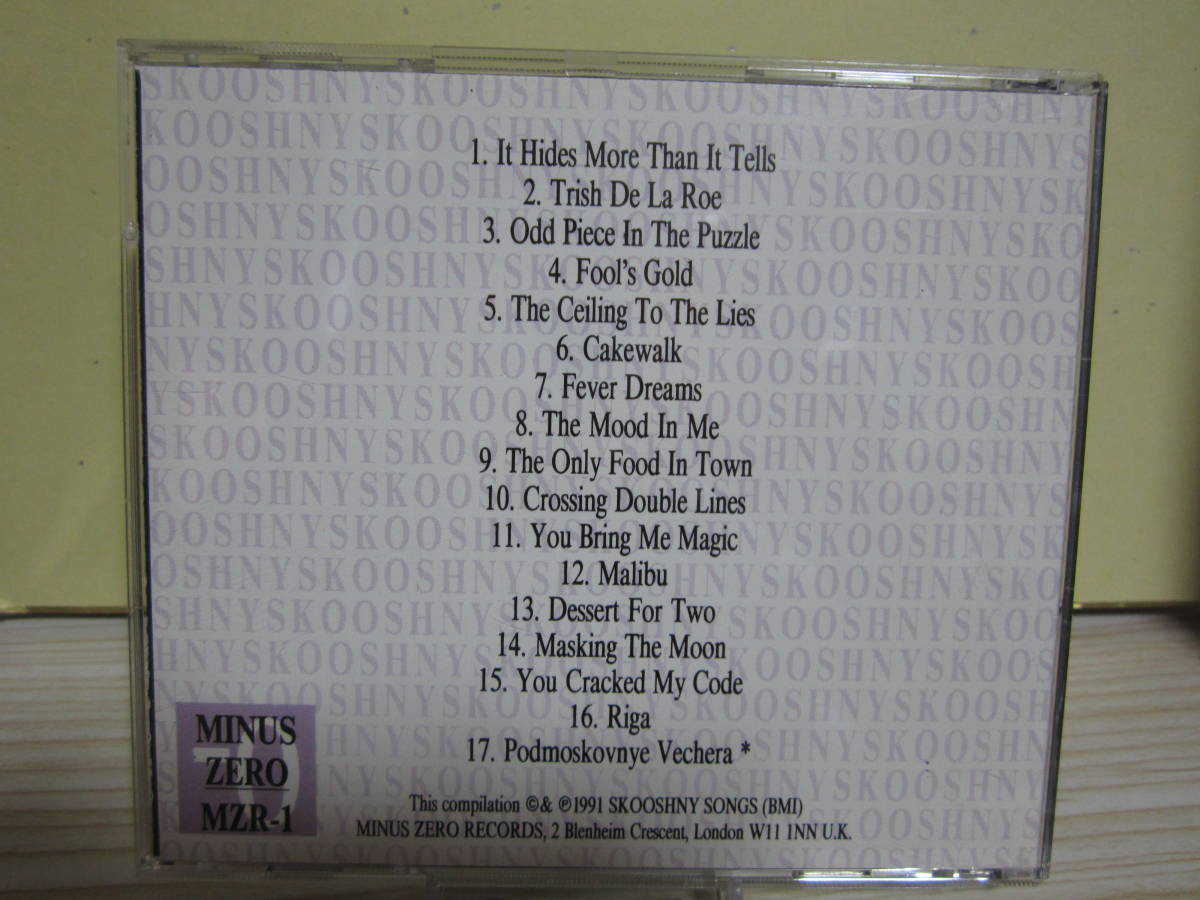 1. It Hides More Than It Tells
2. Trish De La Roe
3. Odd Piece In The Puzzle
4. Fool's Gold
5. The Ceiling To The Lies
6. Cakewalk
7. Fever Dreams
8. The Mood In Me
9. The Only Food In Town
10. Crossing Double Lines
11. You Bring Me Magic
12. Malibu
13. Dessert For Two
14. Masking The Moon
15. You Cracked My Code
16. Riga
17. Podmoskovnye Vechera *
MINUS
ZERO
MZR-1
This compilation ©& ℗1991 SKOOSHNY SONGS (BMI)
MINUS ZERO RECORDS, 2 Blenheim Crescent, London W11 1NN U.K.